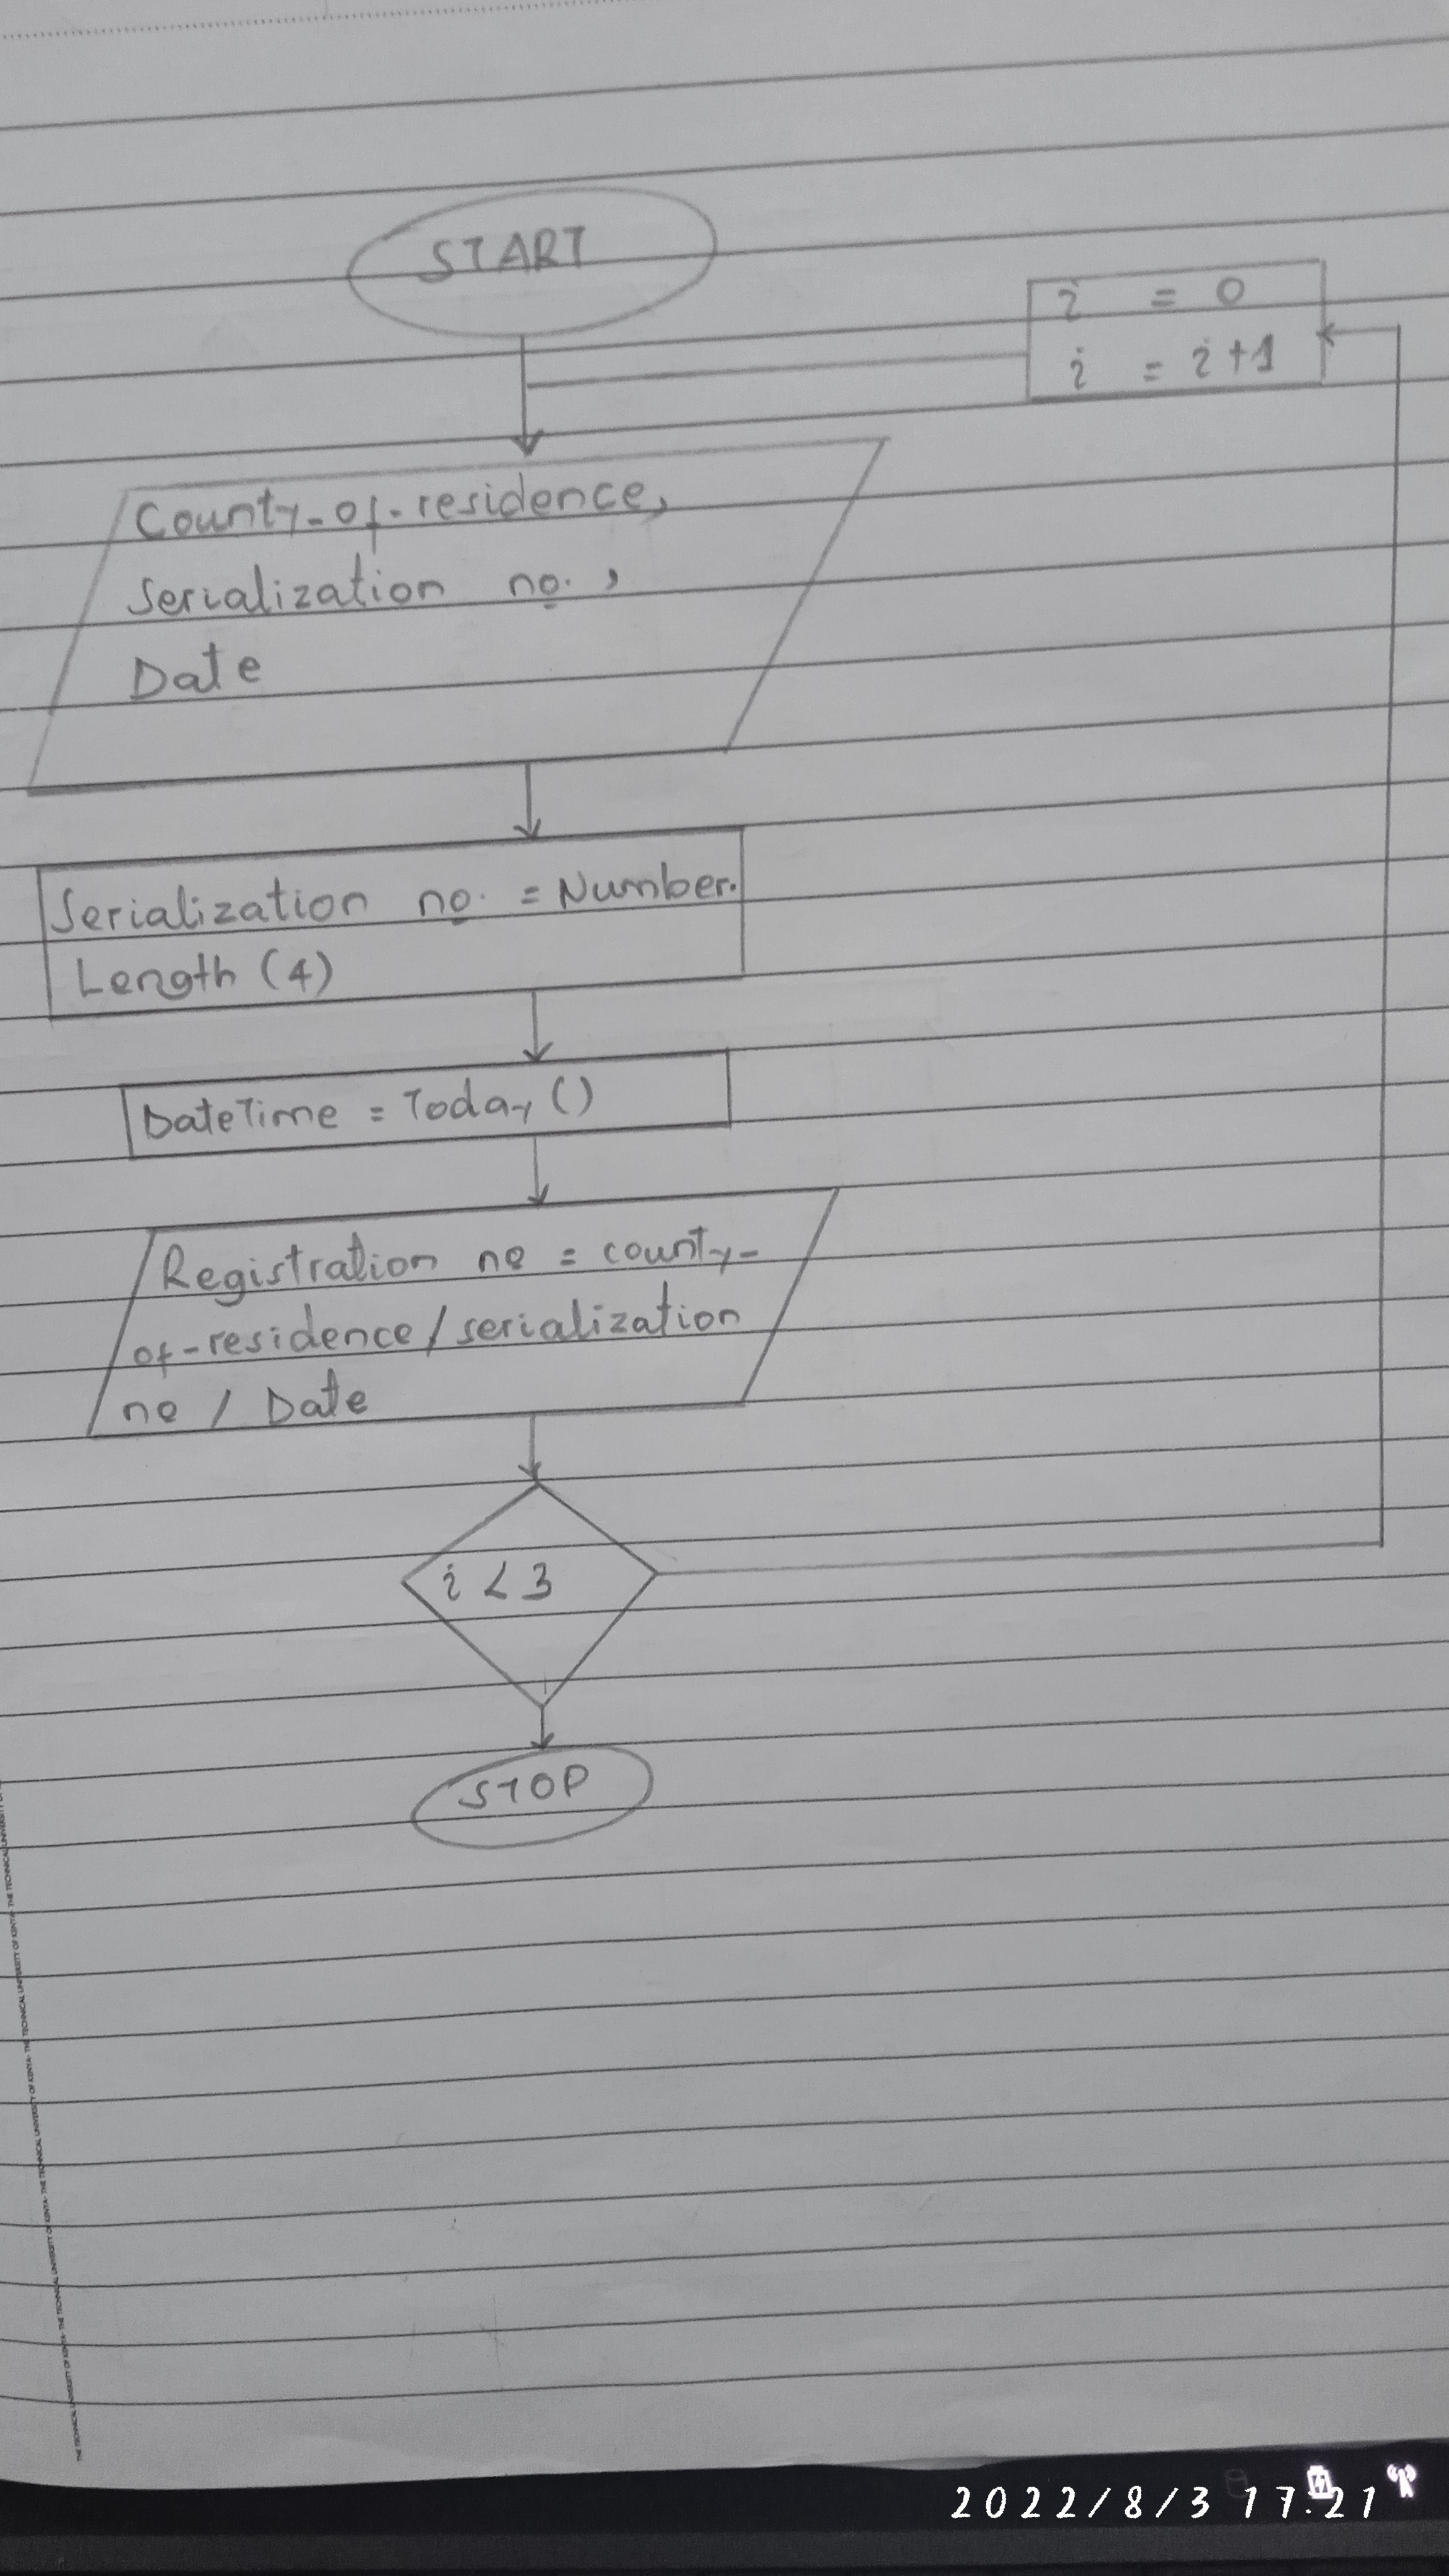 START
i = 0
i = i+1
County-of-residence,
Serialization no.,
Date
Serialization no. = Number.
Length (4)
DateTime = Today ()
Registration no = county-
of-residence/serialization
no / Date
i < 3
STOP
THE TECHNICAL UNIVERSITY OF KENYA- THE TECHNICAL UNIVERSITY OF KENYA- THE TECHNICAL UNIVERSITY OF KENYA- THE TECHNICAL UNIVERSITY OF KENYA- THE TECHNICAL UNIVERSITY OF KENYA- THE TECHNICAL UNIVERSITY
2022/8/3 17:21